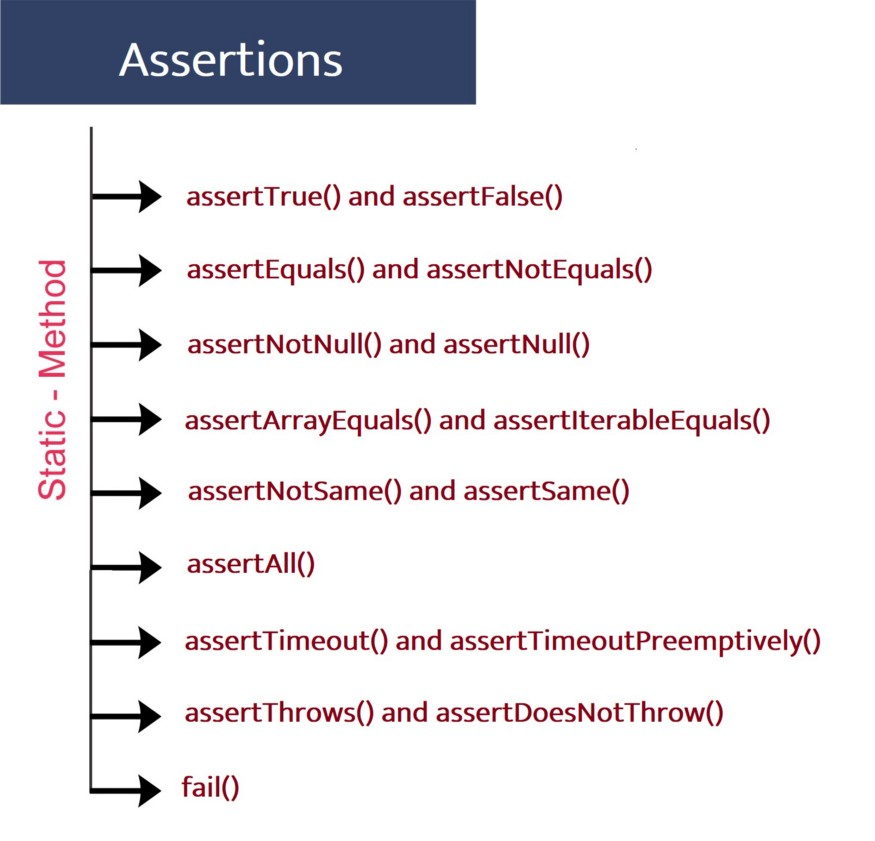 Assertions
Static - Method
assertTrue() and assertFalse()
assertEquals() and assertNotEquals()
assertNotNull() and assertNull()
assertArrayEquals() and assertIterableEquals()
assertNotSame() and assertSame()
assertAll()
assertTimeout() and assertTimeoutPreemptively()
assertThrows() and assertDoesNotThrow()
fail()